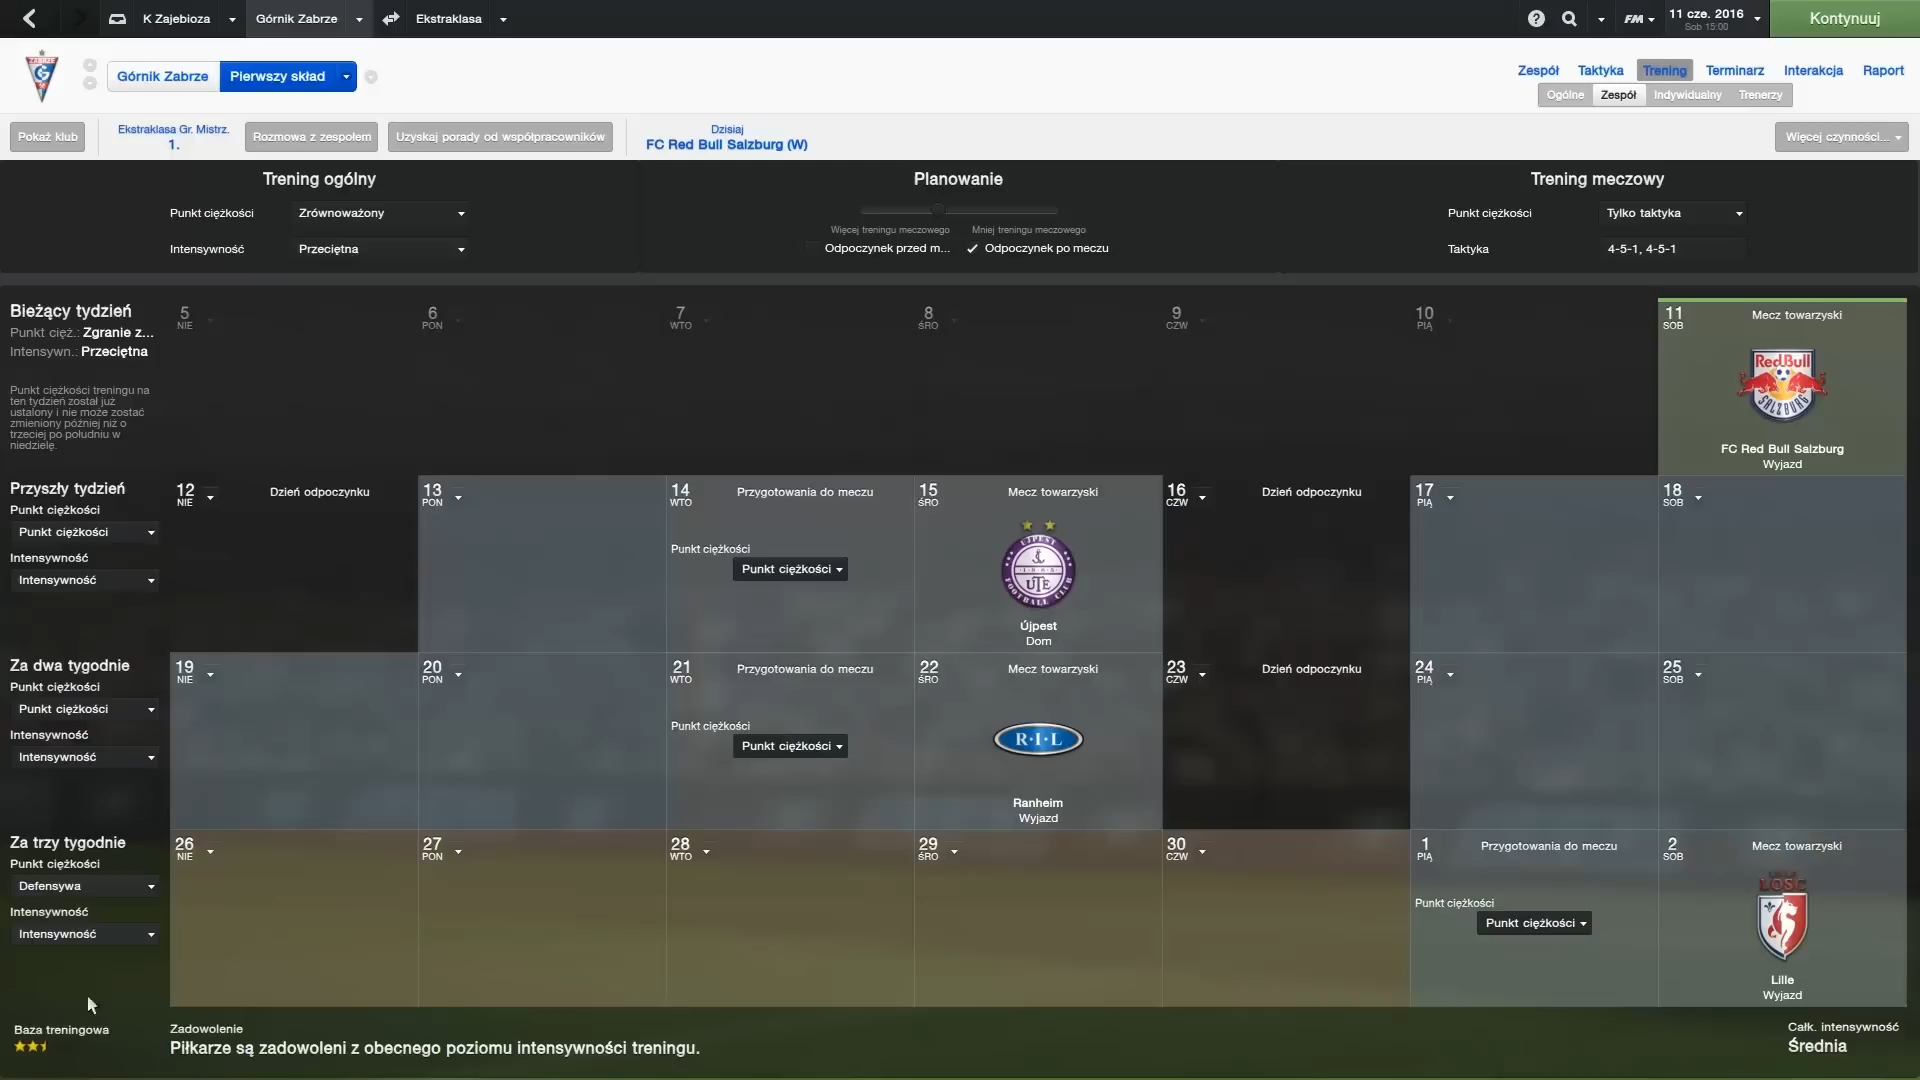 K Zajebioza
Górnik Zabrze
Ekstraklasa
FM
11 cze. 2016
Sob 15:00
Kontynuuj
Górnik Zabrze
Pierwszy skład
Zespół
Taktyka
Trening
Terminarz
Interakcja
Raport
Ogólne
Zespół
Indywidualny
Trenerzy
Pokaż klub
Ekstraklasa Gr. Mistrz.
1.
Rozmowa z zespołem
Uzyskaj porady od współpracowników
Dzisiaj
FC Red Bull Salzburg (W)
Więcej czynności...
Trening ogólny
Punkt ciężkości
Zrównoważony
Intensywność
Przeciętna
Planowanie
Więcej treningu meczowego
Mniej treningu meczowego
Odpoczynek przed m...
Odpoczynek po meczu
Trening meczowy
Punkt ciężkości
Tylko taktyka
Taktyka
4-5-1, 4-5-1
Bieżący tydzień
Punkt cięż.: Zgranie z...
Intensywn.: Przeciętna
Punkt ciężkości treningu na
ten tydzień został już
ustalony i nie może zostać
zmieniony później niż o
trzeciej po południu w
niedzielę.
5
NIE
6
PON
7
WTO
8
ŚRO
9
CZW
10
PIĄ
11
SOB
Mecz towarzyski
Red Bull
SALZBURG
FC Red Bull Salzburg
Wyjazd
Przyszły tydzień
Punkt ciężkości
Punkt ciężkości
Intensywność
Intensywność
12
NIE
Dzień odpoczynku
13
PON
14
WTO
Przygotowania do meczu
Punkt ciężkości
Punkt ciężkości
15
ŚRO
Mecz towarzyski
ÚJPEST
1885
UTE
FOOTBALL CLUB
Újpest
Dom
16
CZW
Dzień odpoczynku
17
PIĄ
18
SOB
Za dwa tygodnie
Punkt ciężkości
Punkt ciężkości
Intensywność
Intensywność
19
NIE
20
PON
21
WTO
Przygotowania do meczu
Punkt ciężkości
Punkt ciężkości
22
ŚRO
Mecz towarzyski
R·I·L
Ranheim
Wyjazd
23
CZW
Dzień odpoczynku
24
PIĄ
25
SOB
Za trzy tygodnie
Punkt ciężkości
Defensywa
Intensywność
Intensywność
26
NIE
27
PON
28
WTO
29
ŚRO
30
CZW
1
PIĄ
Przygotowania do meczu
Punkt ciężkości
Punkt ciężkości
2
SOB
Mecz towarzyski
LOSC
Lille
Wyjazd
Baza treningowa
Zadowolenie
Piłkarze są zadowoleni z obecnego poziomu intensywności treningu.
Całk. intensywność
Średnia